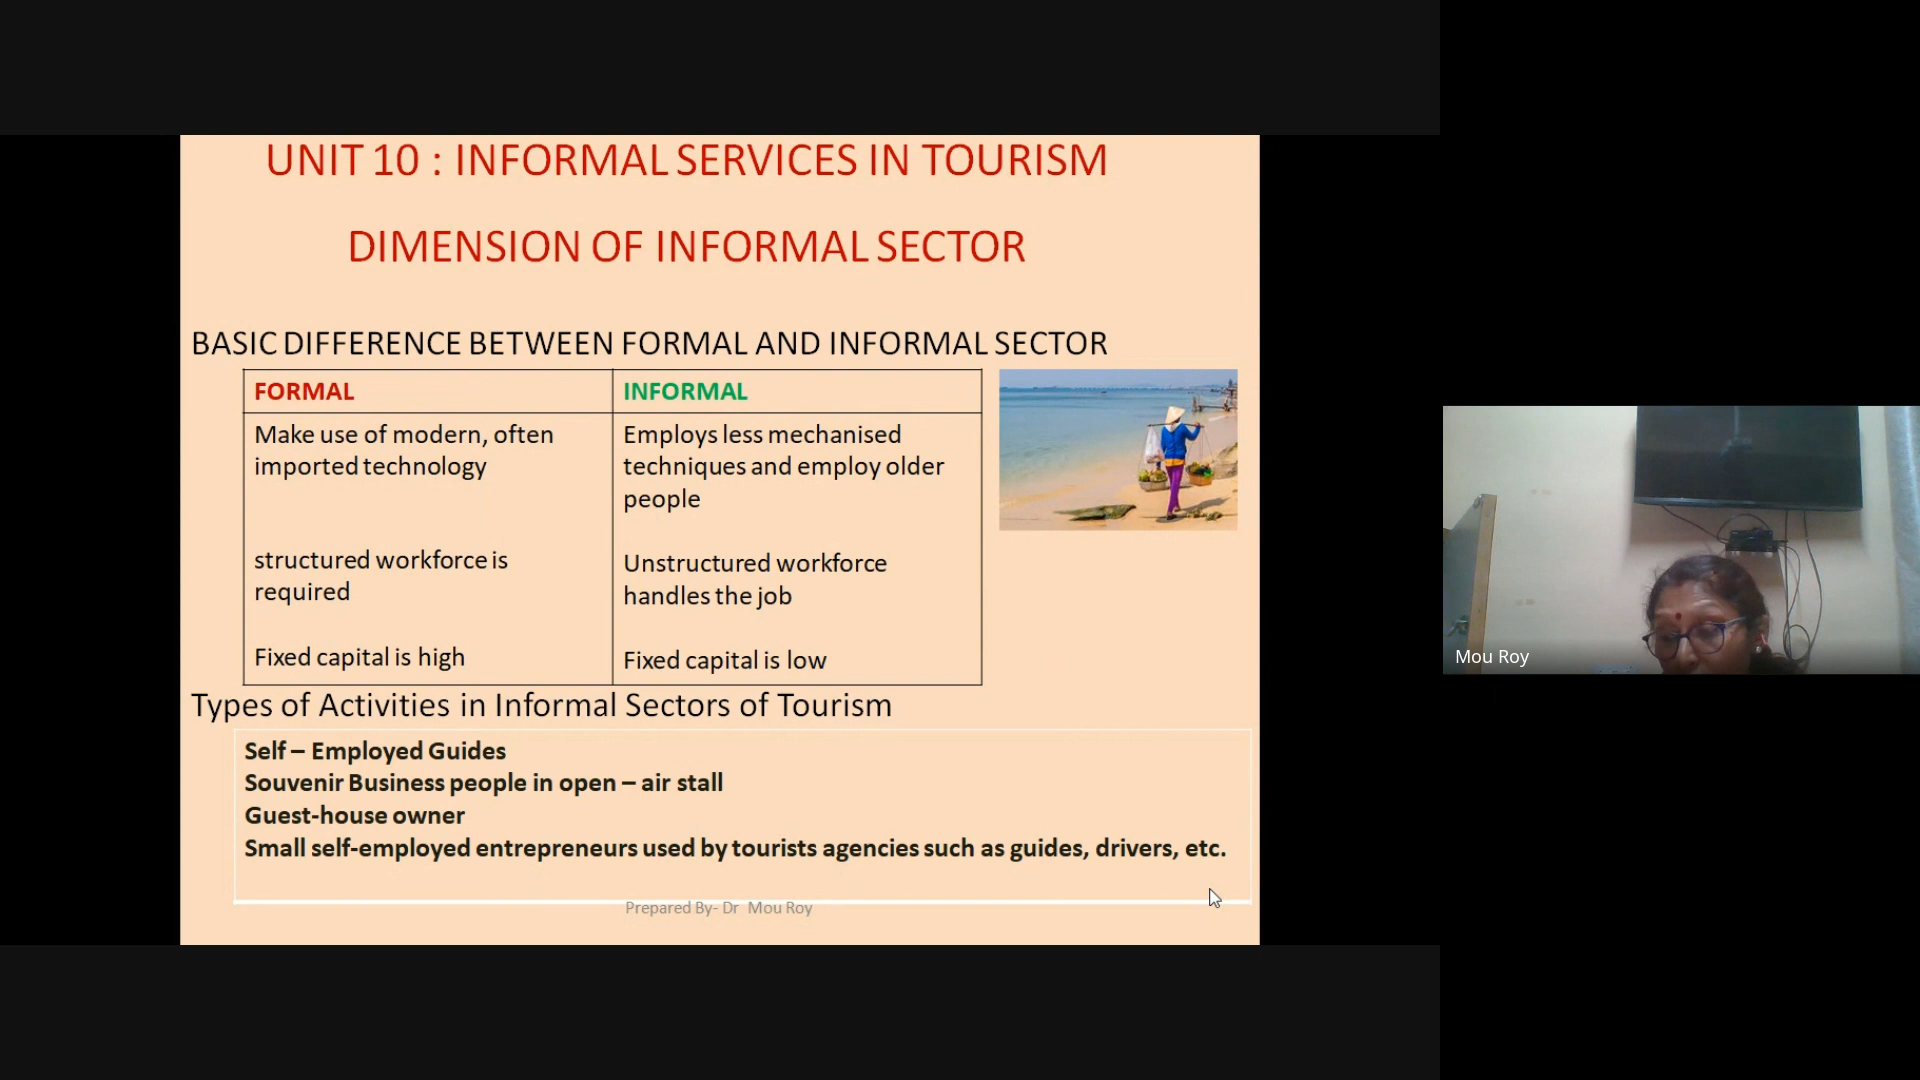 UNIT 10 : INFORMAL SERVICES IN TOURISM
DIMENSION OF INFORMAL SECTOR
BASIC DIFFERENCE BETWEEN FORMAL AND INFORMAL SECTOR
FORMAL
Make use of modern, often
imported technology
structured workforce is
required
Fixed capital is high
INFORMAL
Employs less mechanised
techniques and employ older
people
Unstructured workforce
handles the job
Fixed capital is low
Types of Activities in Informal Sectors of Tourism
Self – Employed Guides
Souvenir Business people in open – air stall
Guest-house owner
Small self-employed entrepreneurs used by tourists agencies such as guides, drivers, etc.
Prepared By- Dr Mou Roy
Mou Roy